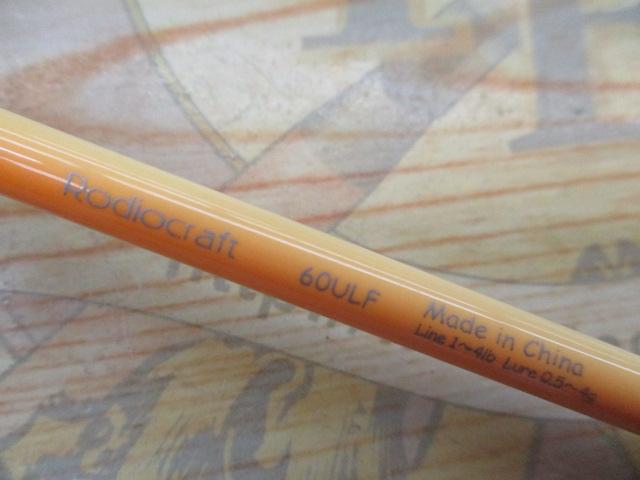 Rodiocraft
60ULF
Made in China
Line 1~4lb Lure 0.5~4g